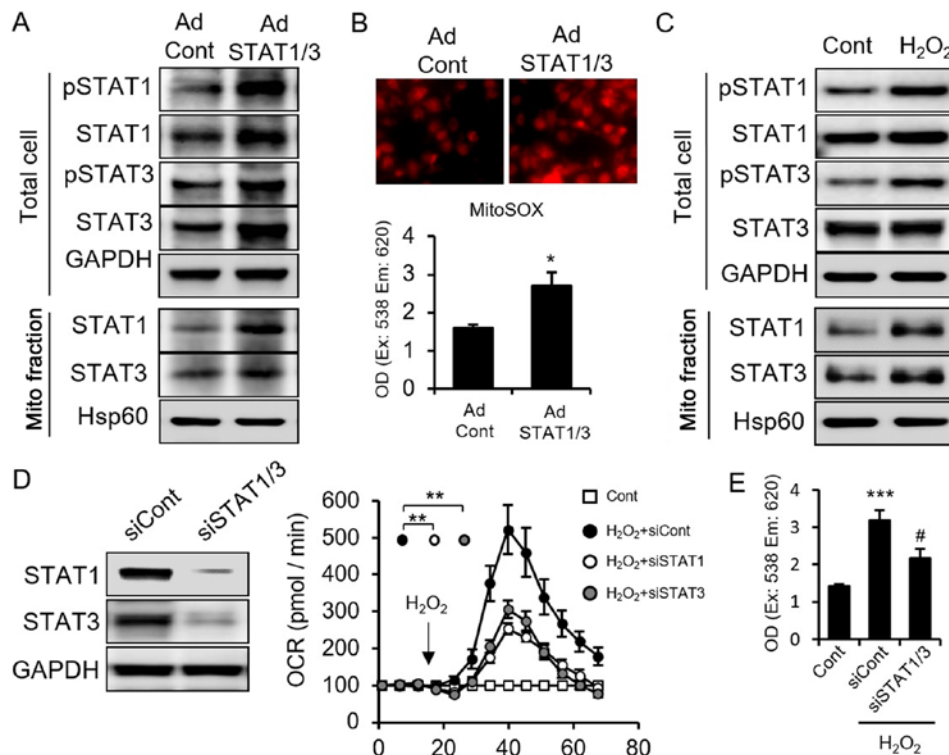 A
Ad
Cont
Ad
STAT1/3
Total cell
pSTAT1
STAT1
pSTAT3
STAT3
GAPDH
Mito fraction
STAT1
STAT3
Hsp60
B
Ad
Cont
Ad
STAT1/3
MitoSOX
OD (Ex: 538 Em: 620)
4
3
2
1
0
*
Ad
Cont
Ad
STAT1/3
C
Cont
H₂O₂
Total cell
pSTAT1
STAT1
pSTAT3
STAT3
GAPDH
Mito fraction
STAT1
STAT3
Hsp60
D
siCont
siSTAT1/3
STAT1
STAT3
GAPDH
OCR (pmol / min)
600
500
400
300
200
100
0
**
**
H₂O₂
0
20
40
60
80
Cont
H₂O₂+siCont
H₂O₂+siSTAT1
H₂O₂+siSTAT3
E
OD (Ex: 538 Em: 620)
4
3
2
1
0
***
#
Cont
siCont
siSTAT1/3
H₂O₂